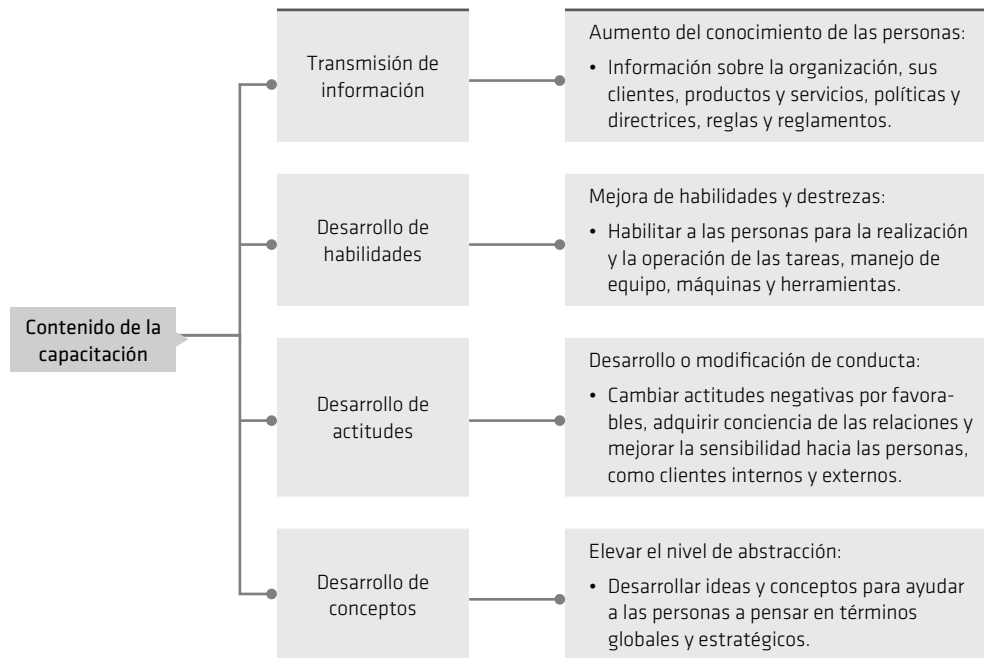 Contenido de la
capacitación
Transmisión de
información
Aumento del conocimiento de las personas:
• Información sobre la organización, sus
clientes, productos y servicios, políticas y
directrices, reglas y reglamentos.
Desarrollo de
habilidades
Mejora de habilidades y destrezas:
• Habilitar a las personas para la realización
y la operación de las tareas, manejo de
equipo, máquinas y herramientas.
Desarrollo de
actitudes
Desarrollo o modificación de conducta:
• Cambiar actitudes negativas por favora-
bles, adquirir conciencia de las relaciones y
mejorar la sensibilidad hacia las personas,
como clientes internos y externos.
Desarrollo de
conceptos
Elevar el nivel de abstracción:
• Desarrollar ideas y conceptos para ayudar
a las personas a pensar en términos
globales y estratégicos.